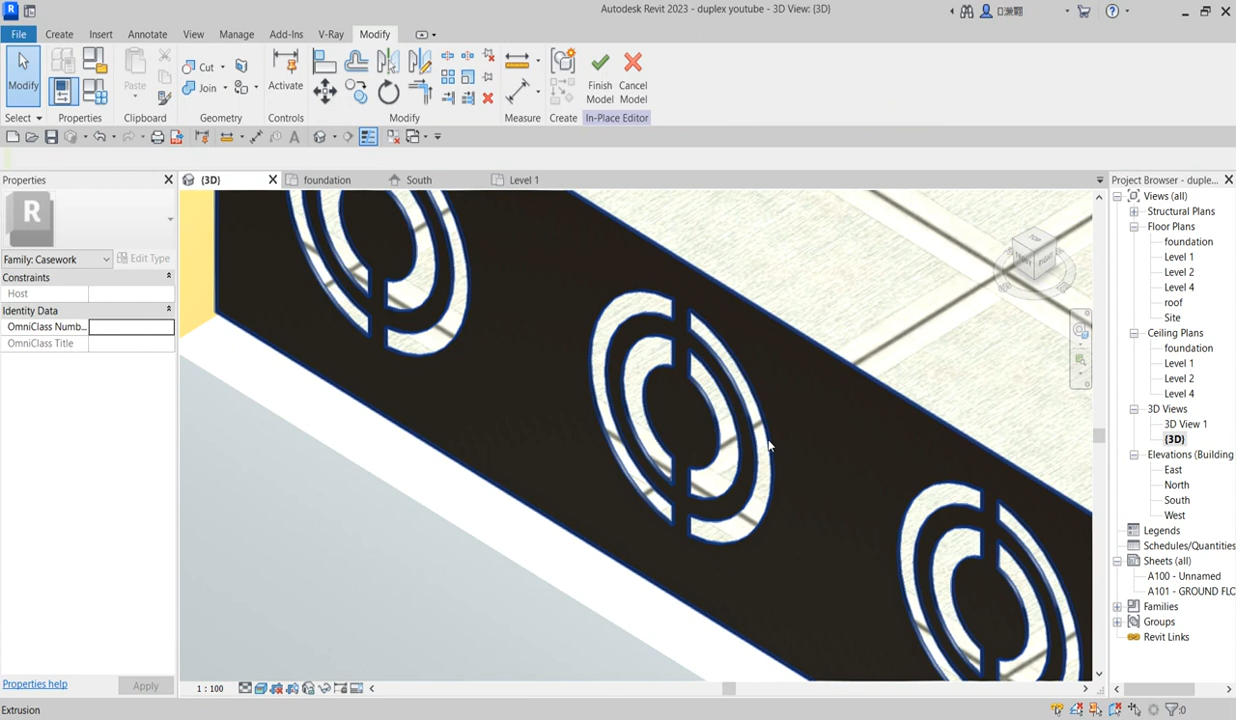 R
Autodesk Revit 2023 - duplex youtube - 3D View: {3D}
File Create Insert Annotate View Manage Add-Ins V-Ray Modify
Modify Paste Cut Join Activate Finish Model Cancel Model
Select Properties Clipboard Geometry Controls Modify Measure Create In-Place Editor
Properties
R
Family: Casework Edit Type
Constraints
Host
Identity Data
OmniClass Numb...
OmniClass Title
Properties help Apply
{3D} foundation South Level 1
TOP
FRONT RIGHT
1 : 100
Project Browser - duple...
Views (all)
Structural Plans
Floor Plans
foundation
Level 1
Level 2
Level 4
roof
Site
Ceiling Plans
foundation
Level 1
Level 2
Level 4
3D Views
3D View 1
{3D}
Elevations (Building
East
North
South
West
Legends
Schedules/Quantities
Sheets (all)
A100 - Unnamed
A101 - GROUND FLO
Families
Groups
Revit Links
Extrusion
:0